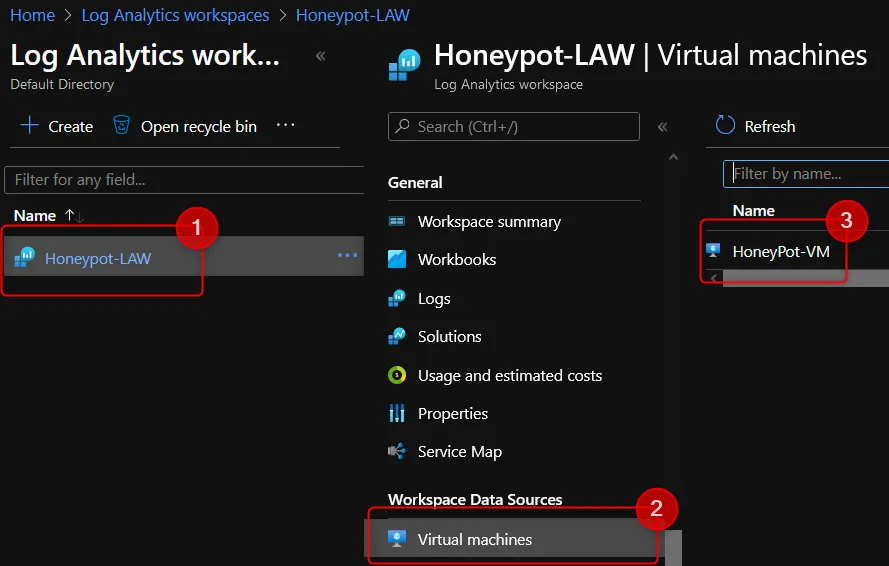 Home > Log Analytics workspaces > Honeypot-LAW
Log Analytics work...
Default Directory
Create
Open recycle bin
Filter for any field...
Name
1
Honeypot-LAW
Honeypot-LAW | Virtual machines
Log Analytics workspace
Search (Ctrl+/)
General
Workspace summary
Workbooks
Logs
Solutions
Usage and estimated costs
Properties
Service Map
Workspace Data Sources
2
Virtual machines
Refresh
Filter by name...
Name
3
HoneyPot-VM